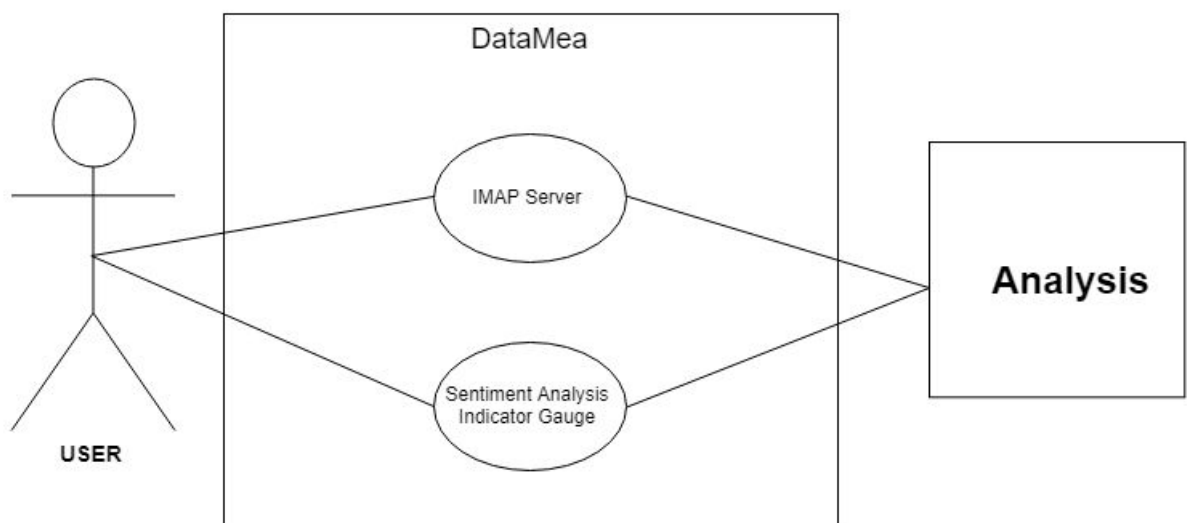 DataMea
IMAP Server
Analysis
Sentiment Analysis
Indicator Gauge
USER